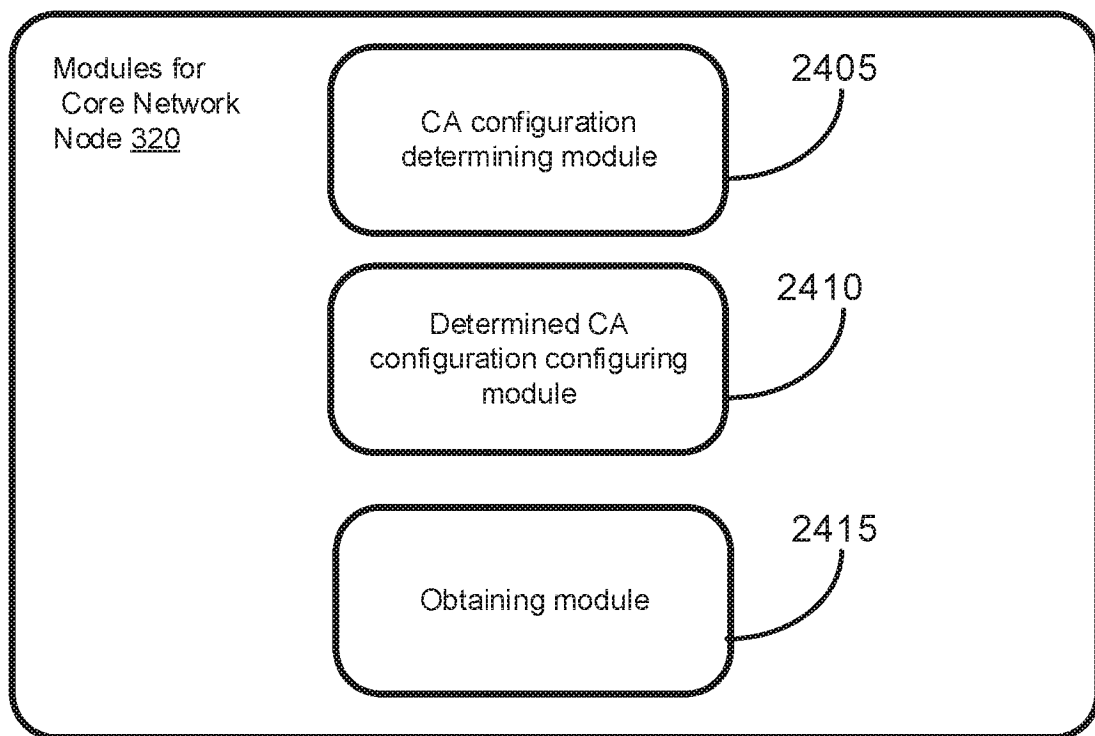 Modules for
Core Network
Node 320
CA configuration
determining module
2405
Determined CA
configuration configuring
module
2410
Obtaining module
2415